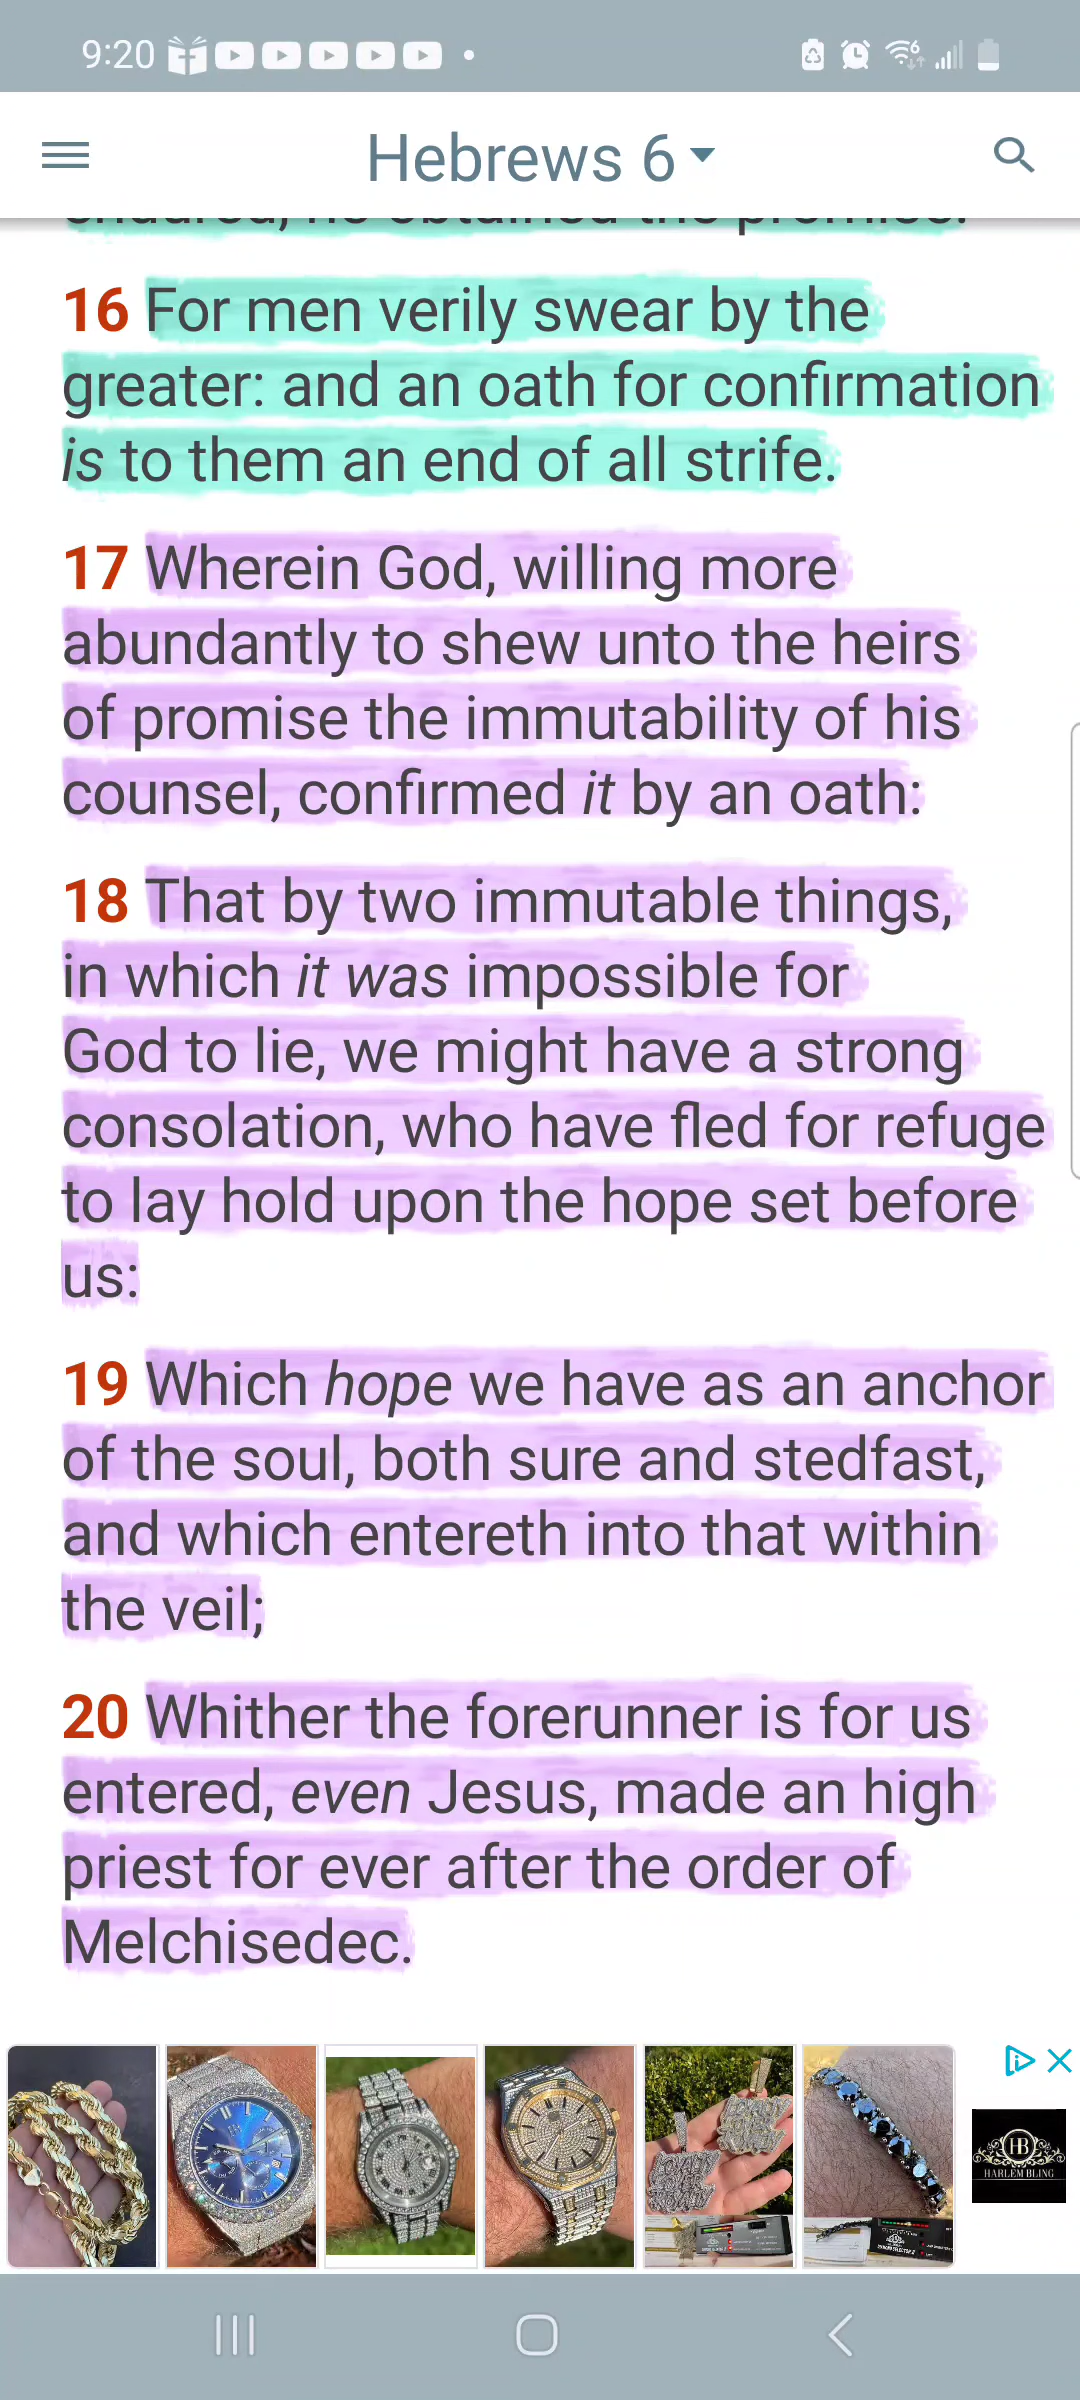 9:20
Hebrews 6
endured, he obtained the promise.
16 For men verily swear by the
greater: and an oath for confirmation
is to them an end of all strife.
17 Wherein God, willing more
abundantly to shew unto the heirs
of promise the immutability of his
counsel, confirmed it by an oath:
18 That by two immutable things,
in which it was impossible for
God to lie, we might have a strong
consolation, who have fled for refuge
to lay hold upon the hope set before
us:
19 Which hope we have as an anchor
of the soul, both sure and stedfast,
and which entereth into that within
the veil;
20 Whither the forerunner is for us
entered, even Jesus, made an high
priest for ever after the order of
Melchisedec.
HB
HARLEM BLING